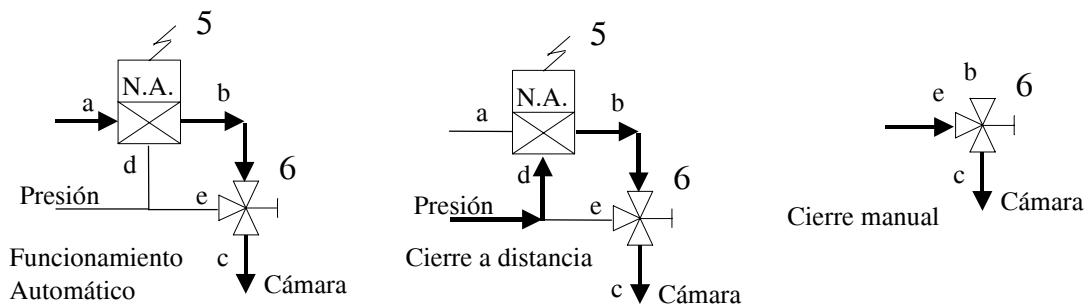 5
N.A.
a
b
d
6
Presión
e
c
Funcionamiento
Automático
Cámara
5
N.A.
a
b
d
6
Presión
e
c
Cierre a distancia
Cámara
b
6
e
c
Cámara
Cierre manual